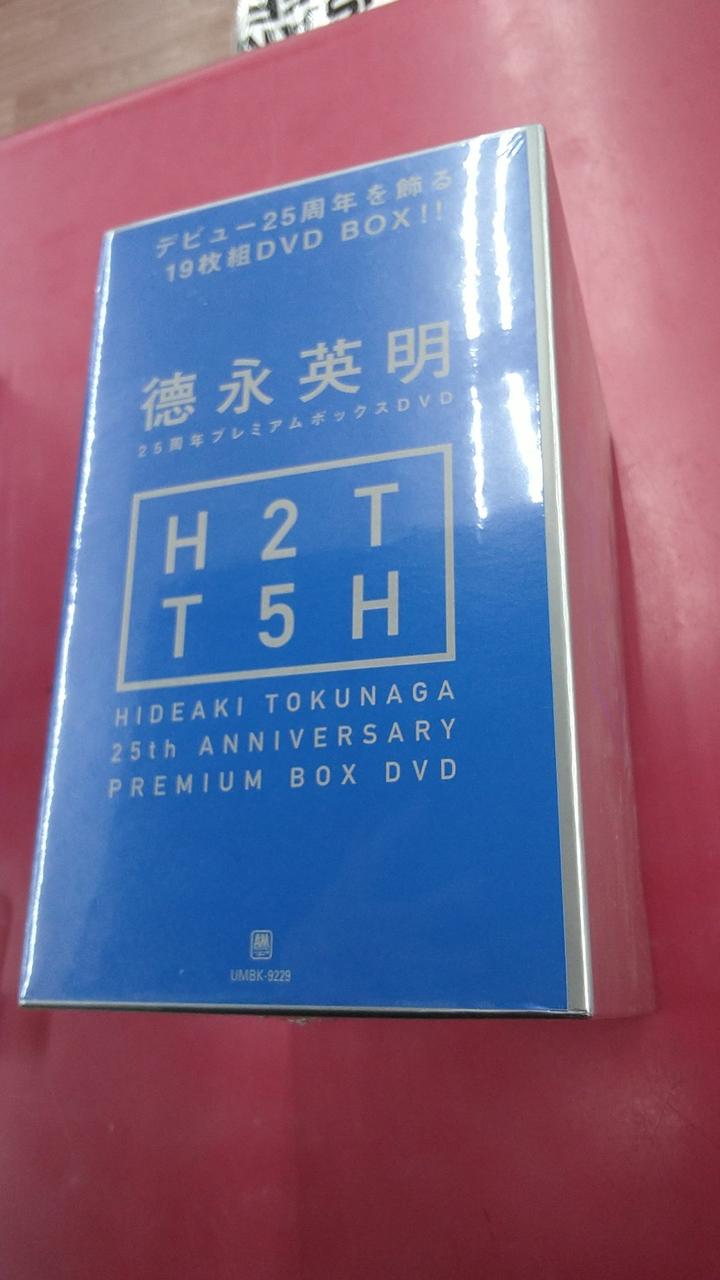 デビュー25周年を飾る
19枚組DVD BOX!!
德永英明
25周年プレミアムボックスDVD
H 2 T
T 5 H
HIDEAKI TOKUNAGA
25th ANNIVERSARY
PREMIUM BOX DVD
A&M
UMBK-9229